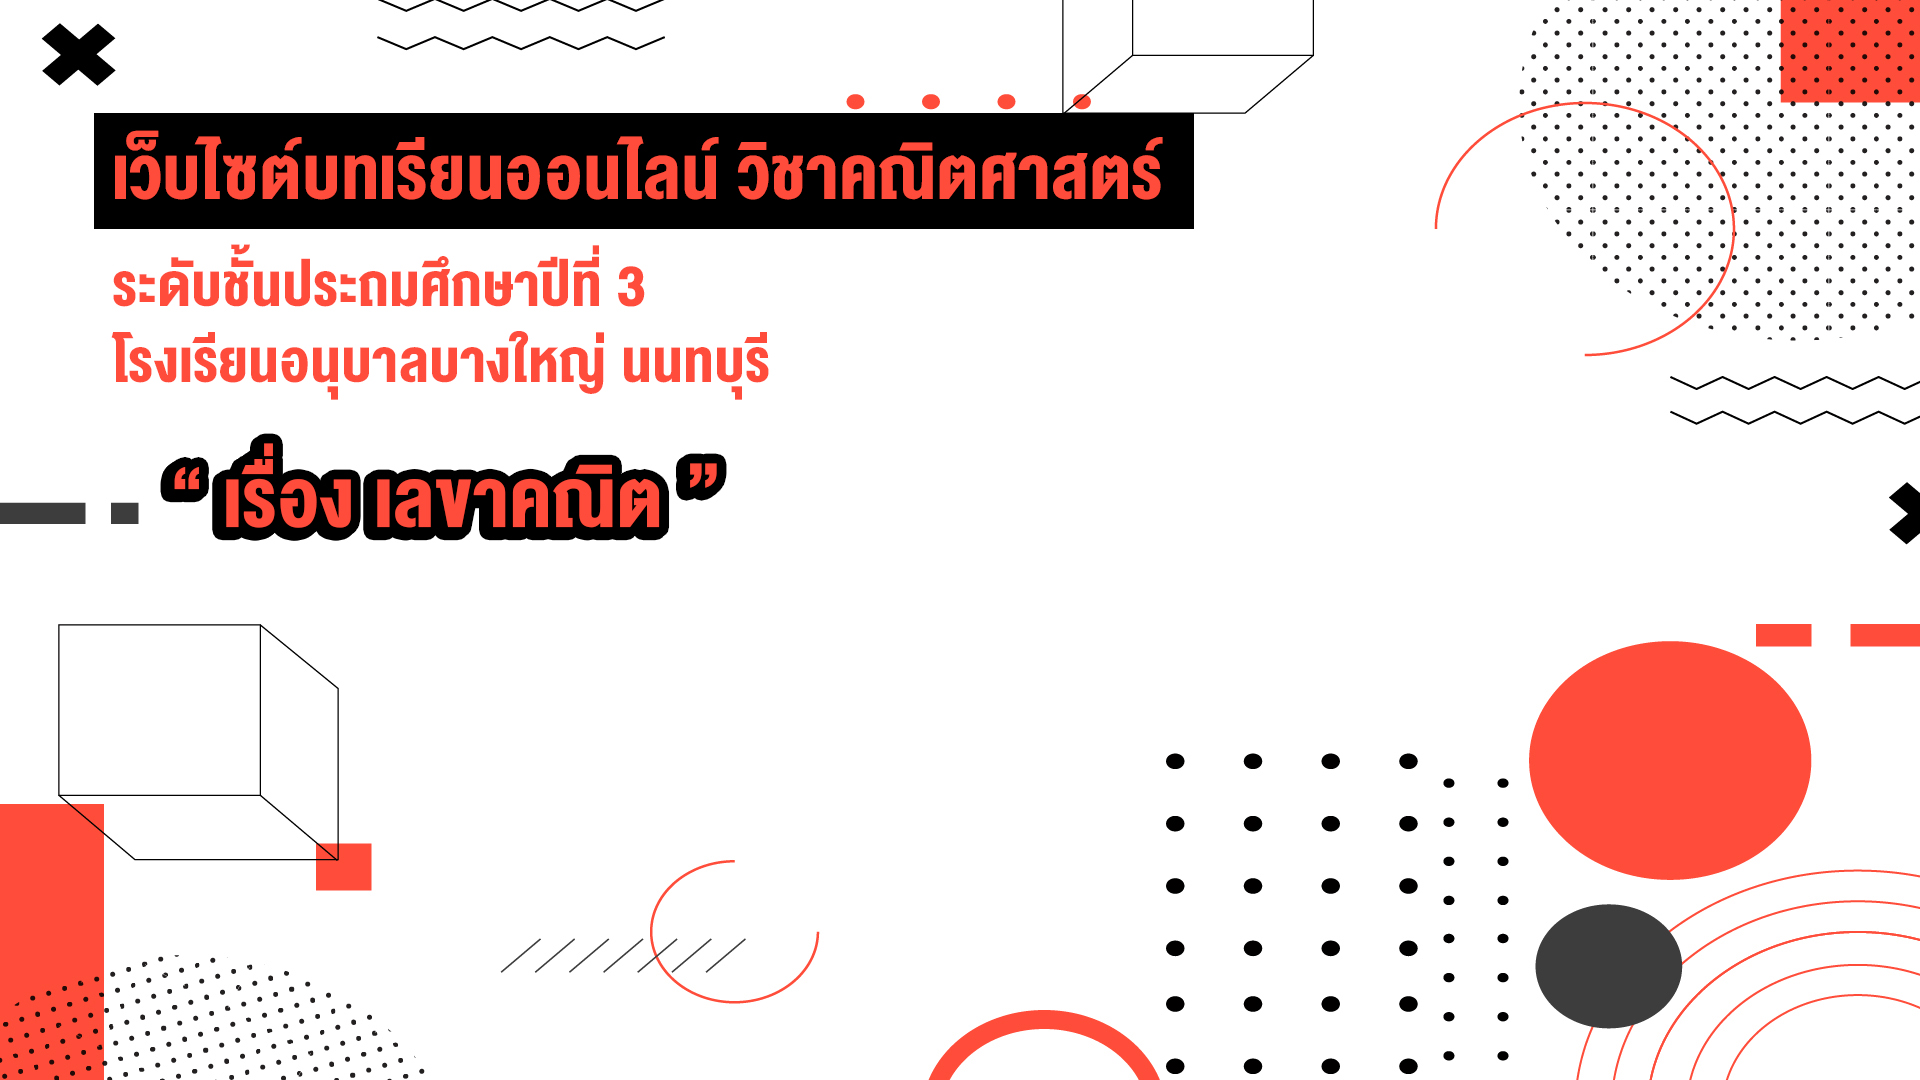 เว็บไซต์บทเรียนออนไลน์ วิชาคณิตศาสตร์
ระดับชั้นประถมศึกษาปีที่ 3
โรงเรียนอนุบาลบางใหญ่ นนทบุรี
“ เรื่อง เลขาคณิต ”